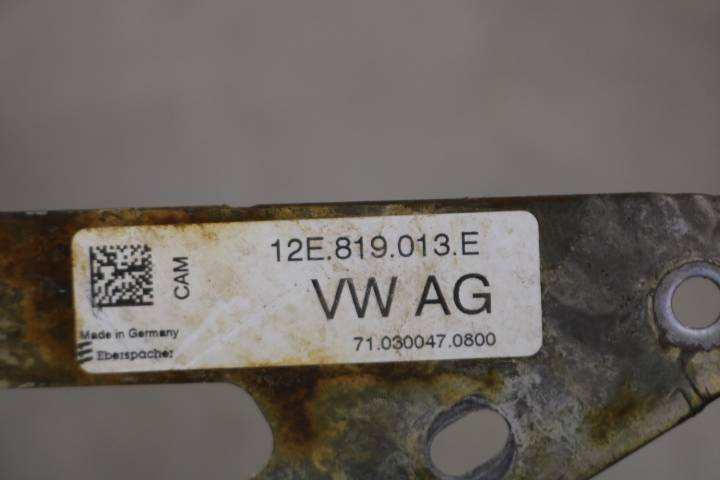 12E.819.013.E
CAM
VW AG
Made in Germany
Eberspächer
71.030047.0800